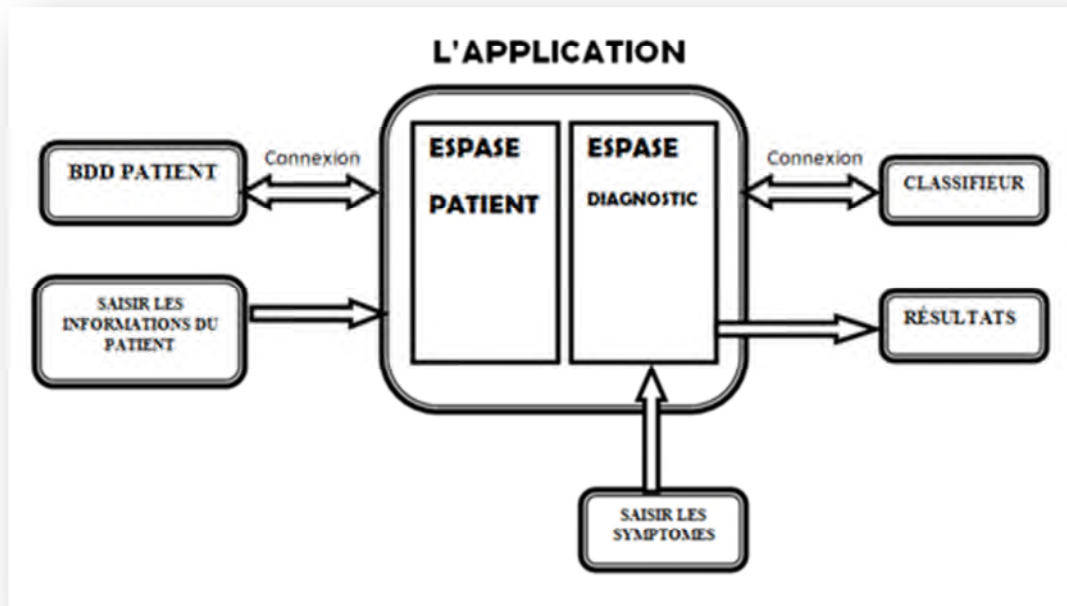 L'APPLICATION
BDD PATIENT
Connexion
ESPASE
PATIENT
ESPASE
DIAGNOSTIC
Connexion
CLASSIFIEUR
SAISIR LES
INFORMATIONS DU
PATIENT
RÉSULTATS
SAISIR LES
SYMPTOMES